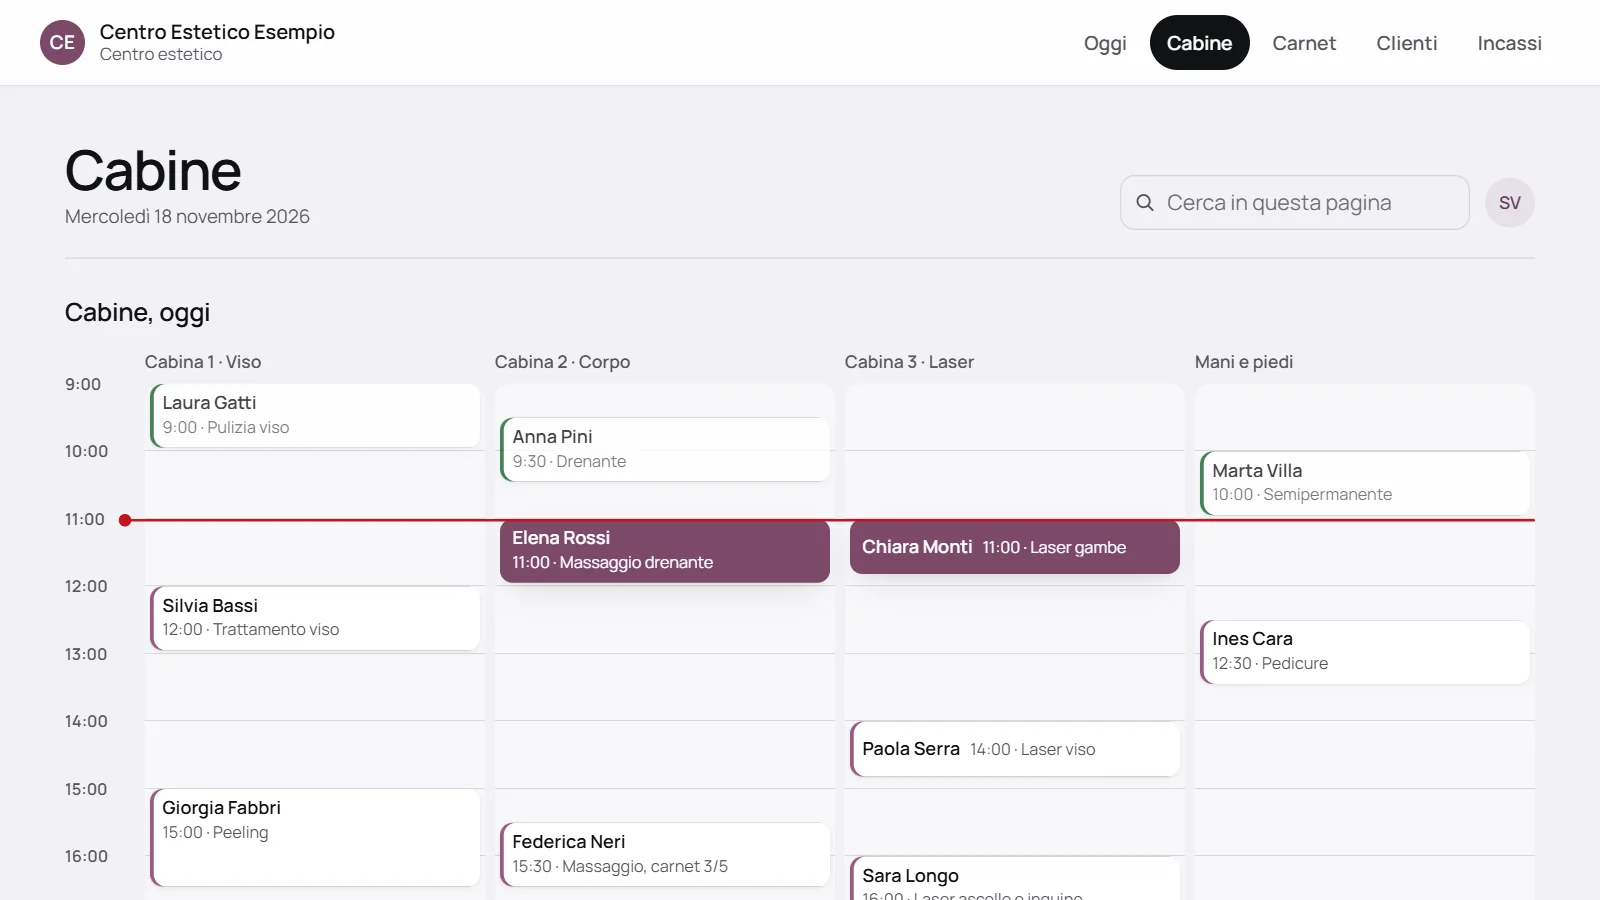 CE
Centro Estetico Esempio
Centro estetico
Oggi
Cabine
Carnet
Clienti
Incassi
Cabine
Mercoledì 18 novembre 2026
Cerca in questa pagina
SV
Cabine, oggi
Cabina 1 · Viso
Cabina 2 · Corpo
Cabina 3 · Laser
Mani e piedi
9:00
Laura Gatti
9:00 · Pulizia viso
Anna Pini
9:30 · Drenante
10:00
Marta Villa
10:00 · Semipermanente
11:00
Elena Rossi
11:00 · Massaggio drenante
Chiara Monti 11:00 · Laser gambe
12:00
Silvia Bassi
12:00 · Trattamento viso
Ines Cara
12:30 · Pedicure
13:00
14:00
Paola Serra 14:00 · Laser viso
15:00
Giorgia Fabbri
15:00 · Peeling
Federica Neri
15:30 · Massaggio, carnet 3/5
16:00
Sara Longo
16:00 · Laser ascelle e inguine